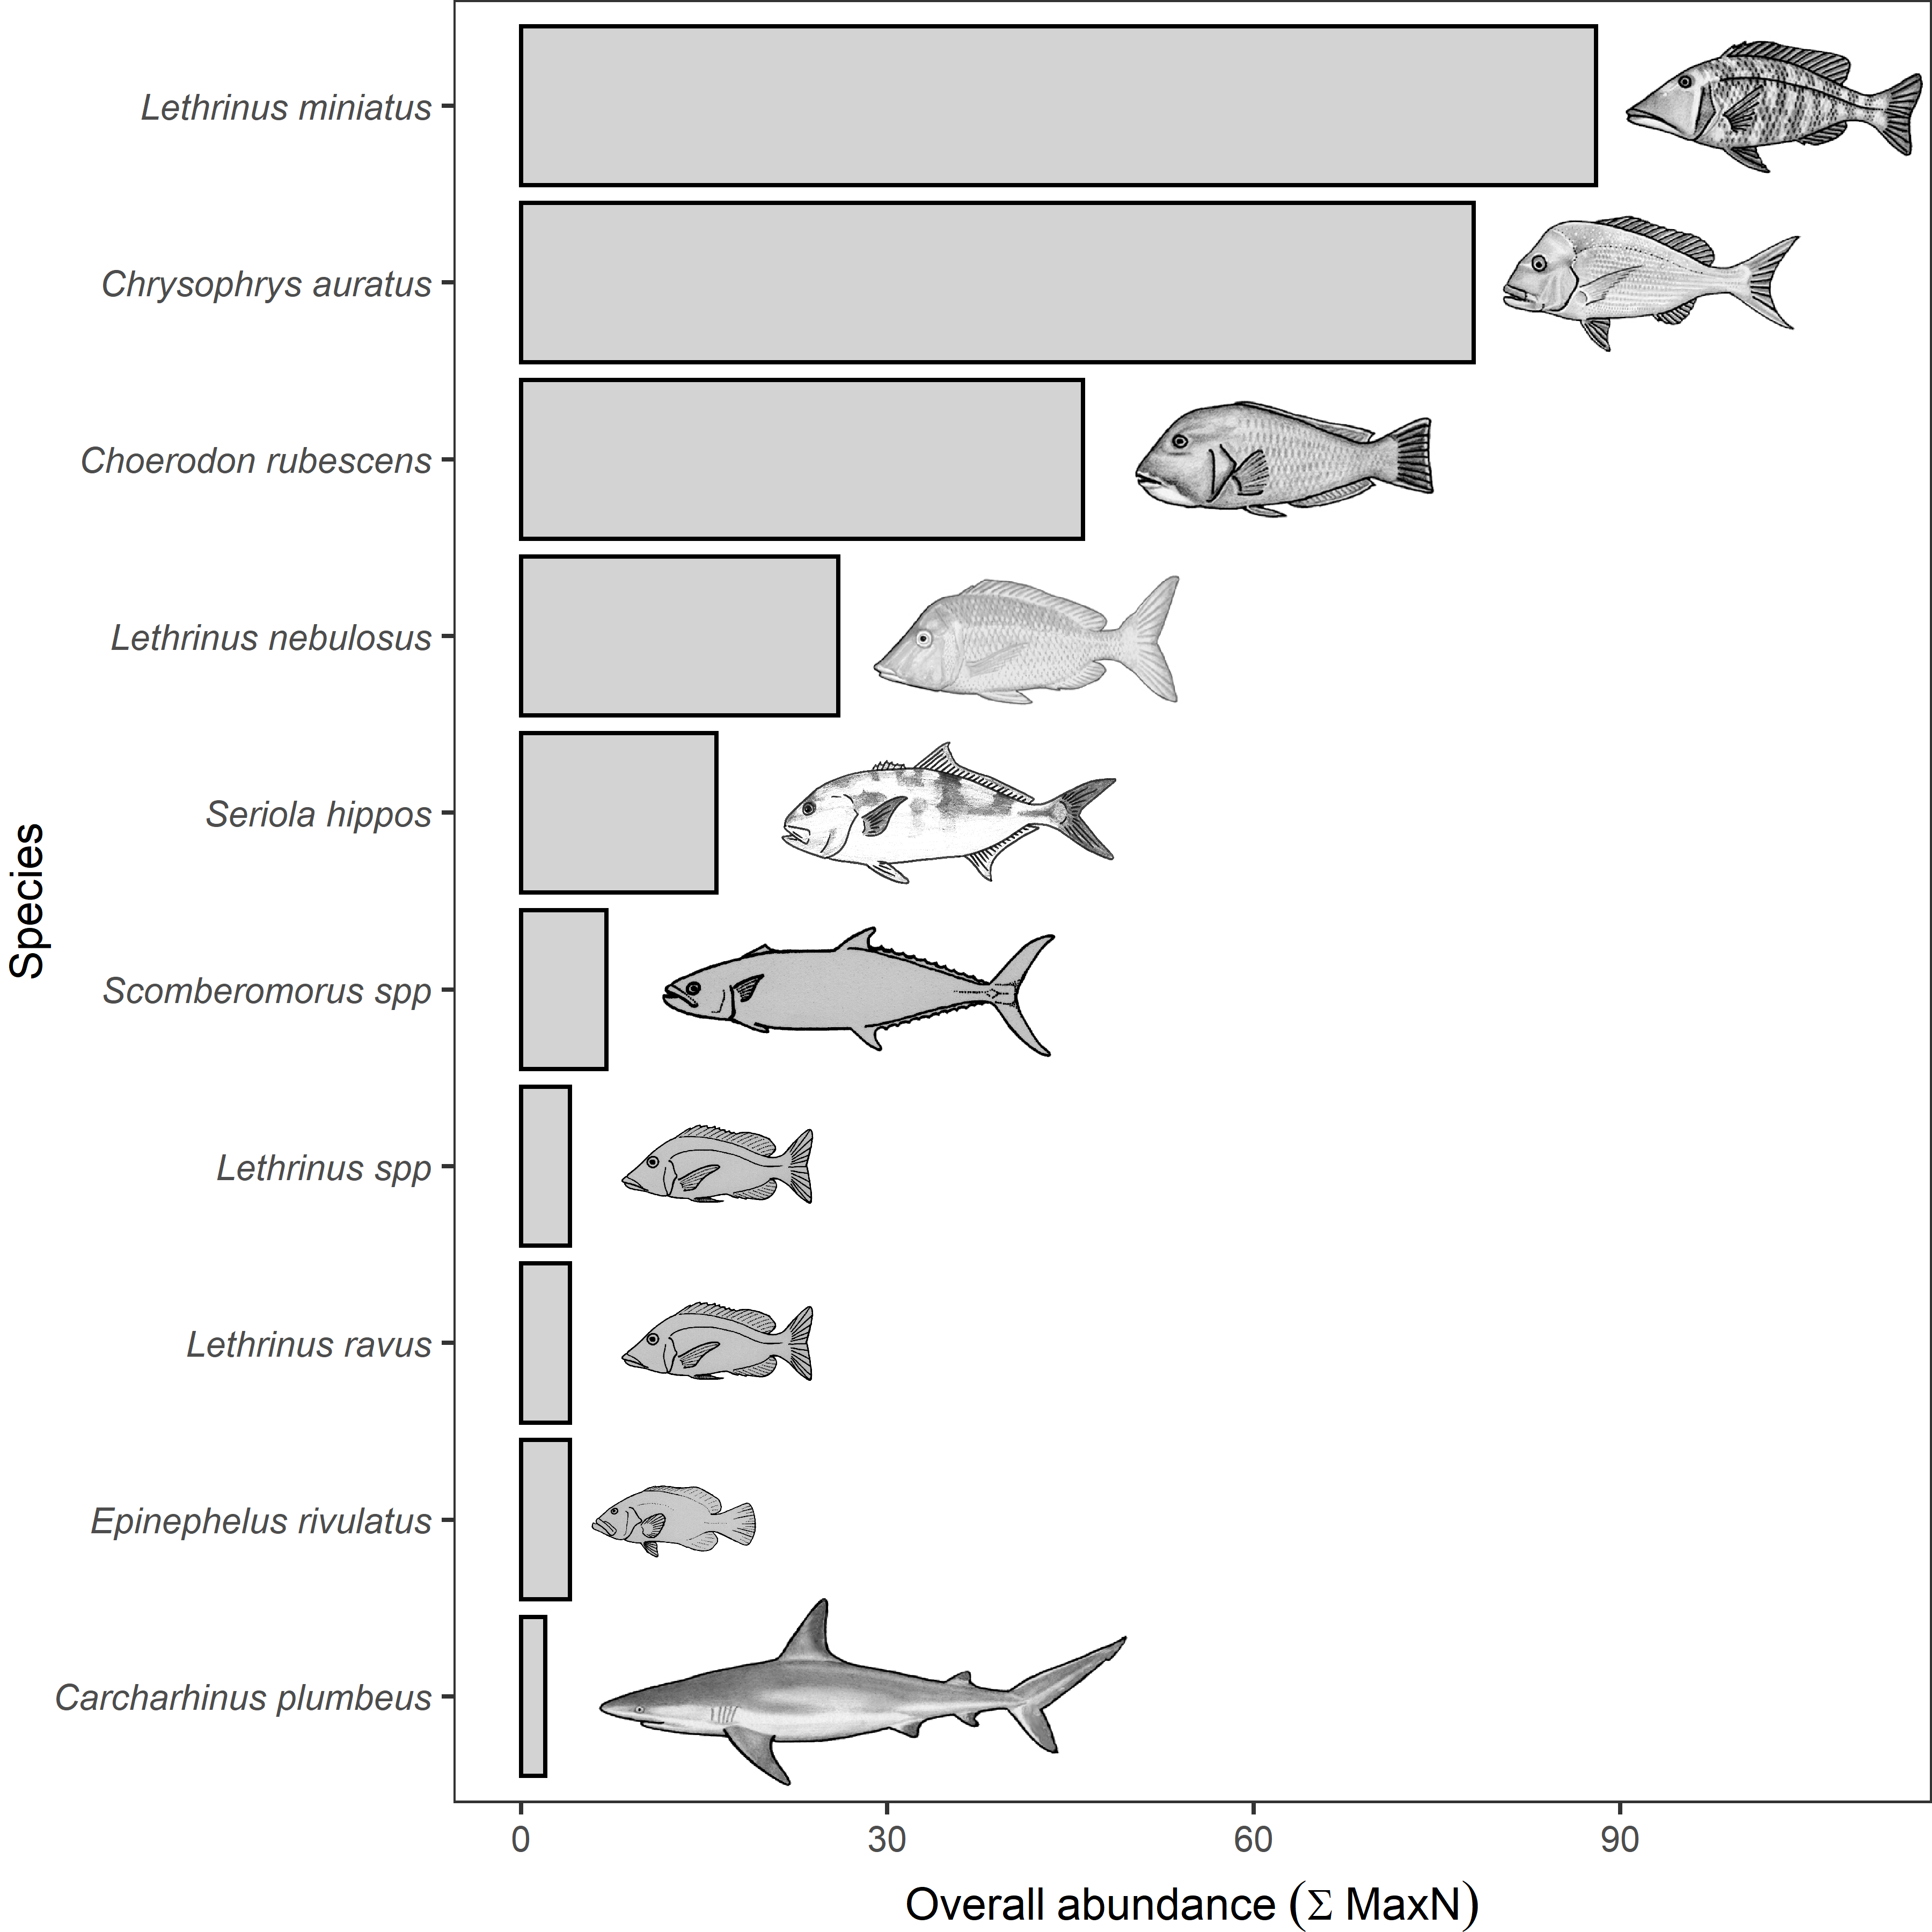 Lethrinus miniatus
Chrysophrys auratus
Choerodon rubescens
Lethrinus nebulosus
Seriola hippos
Scomberomorus spp
Lethrinus spp
Lethrinus ravus
Epinephelus rivulatus
Carcharhinus plumbeus
Species
0 30 60 90
Overall abundance (Σ MaxN)